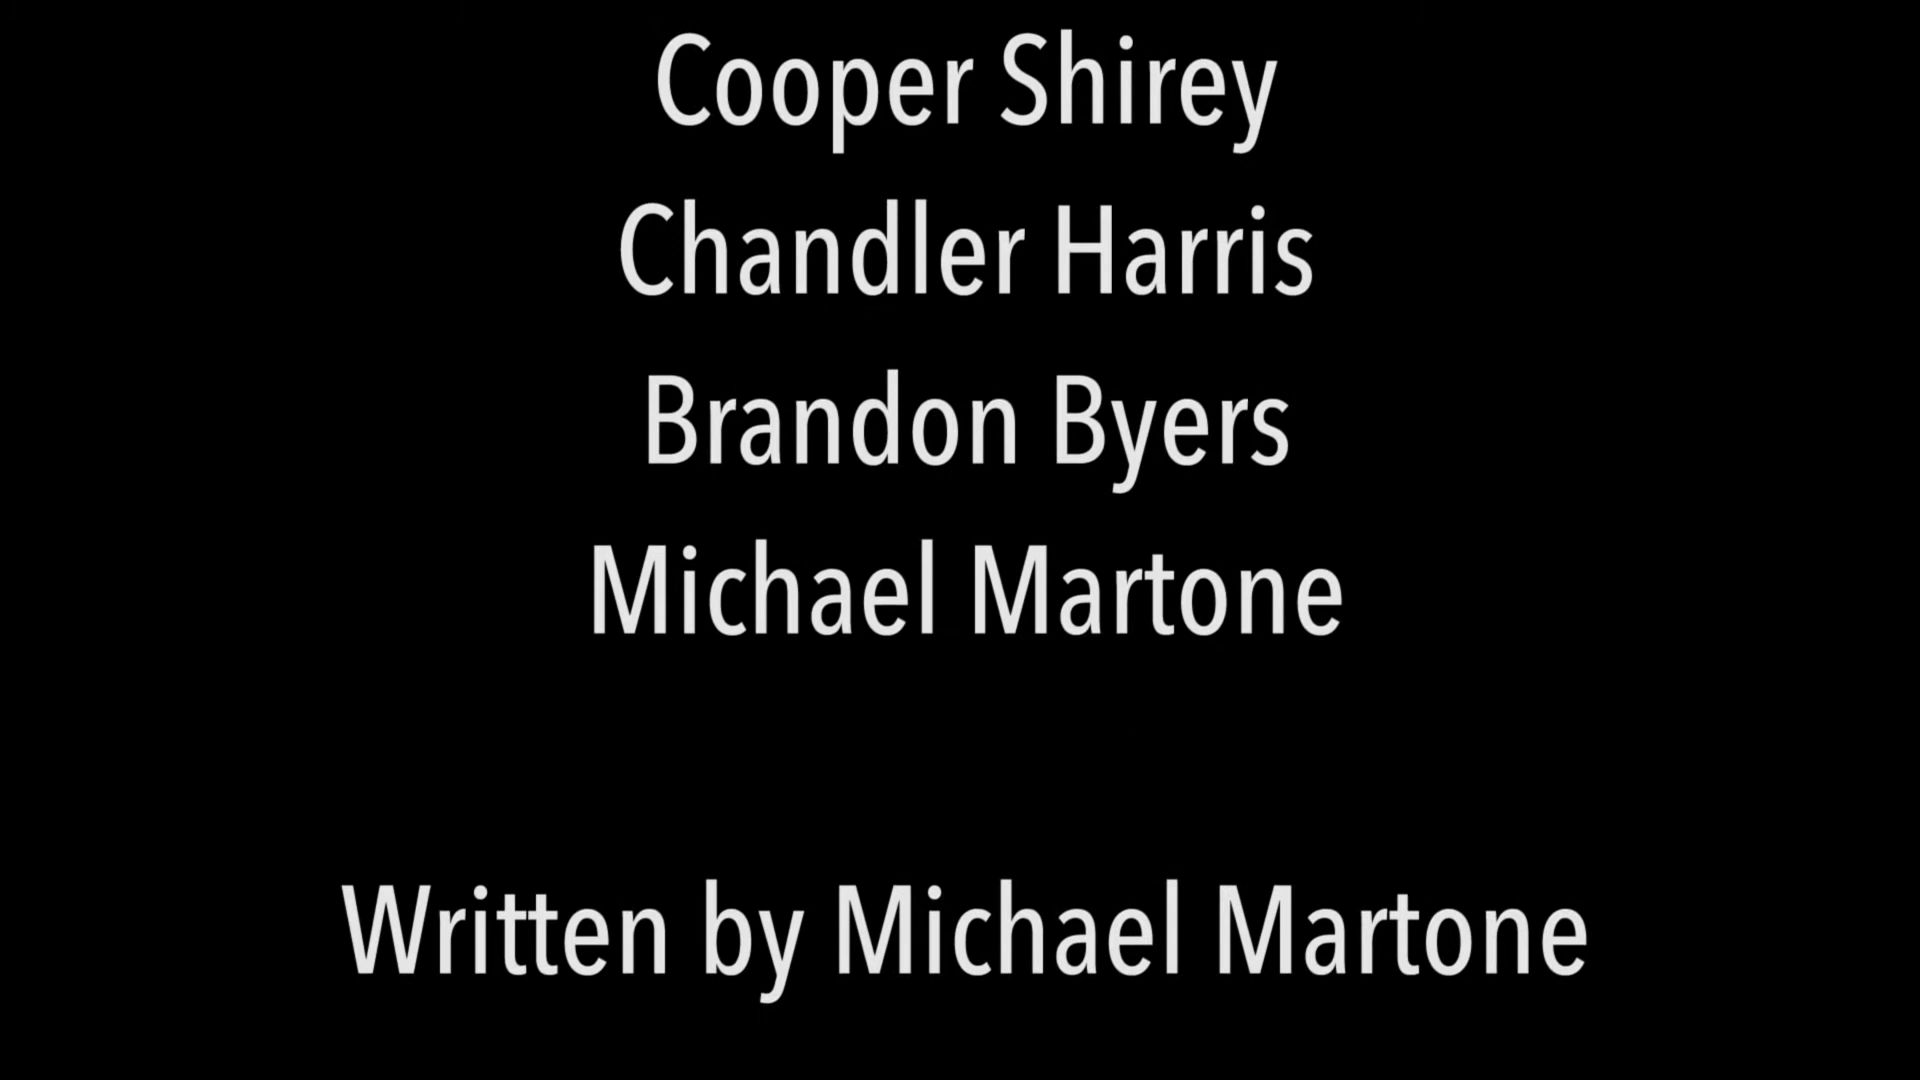 Cooper Shirey
Chandler Harris
Brandon Byers
Michael Martone
Written by Michael Martone